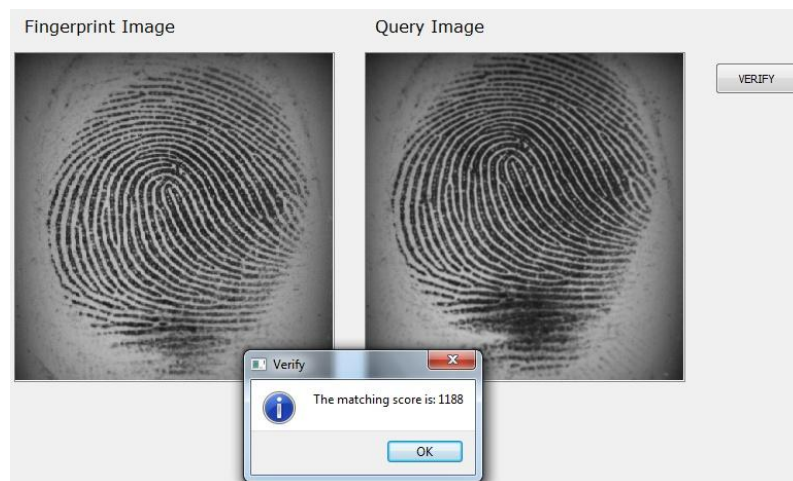 Fingerprint Image
Query Image
VERIFY
Verify
The matching score is: 1188
OK